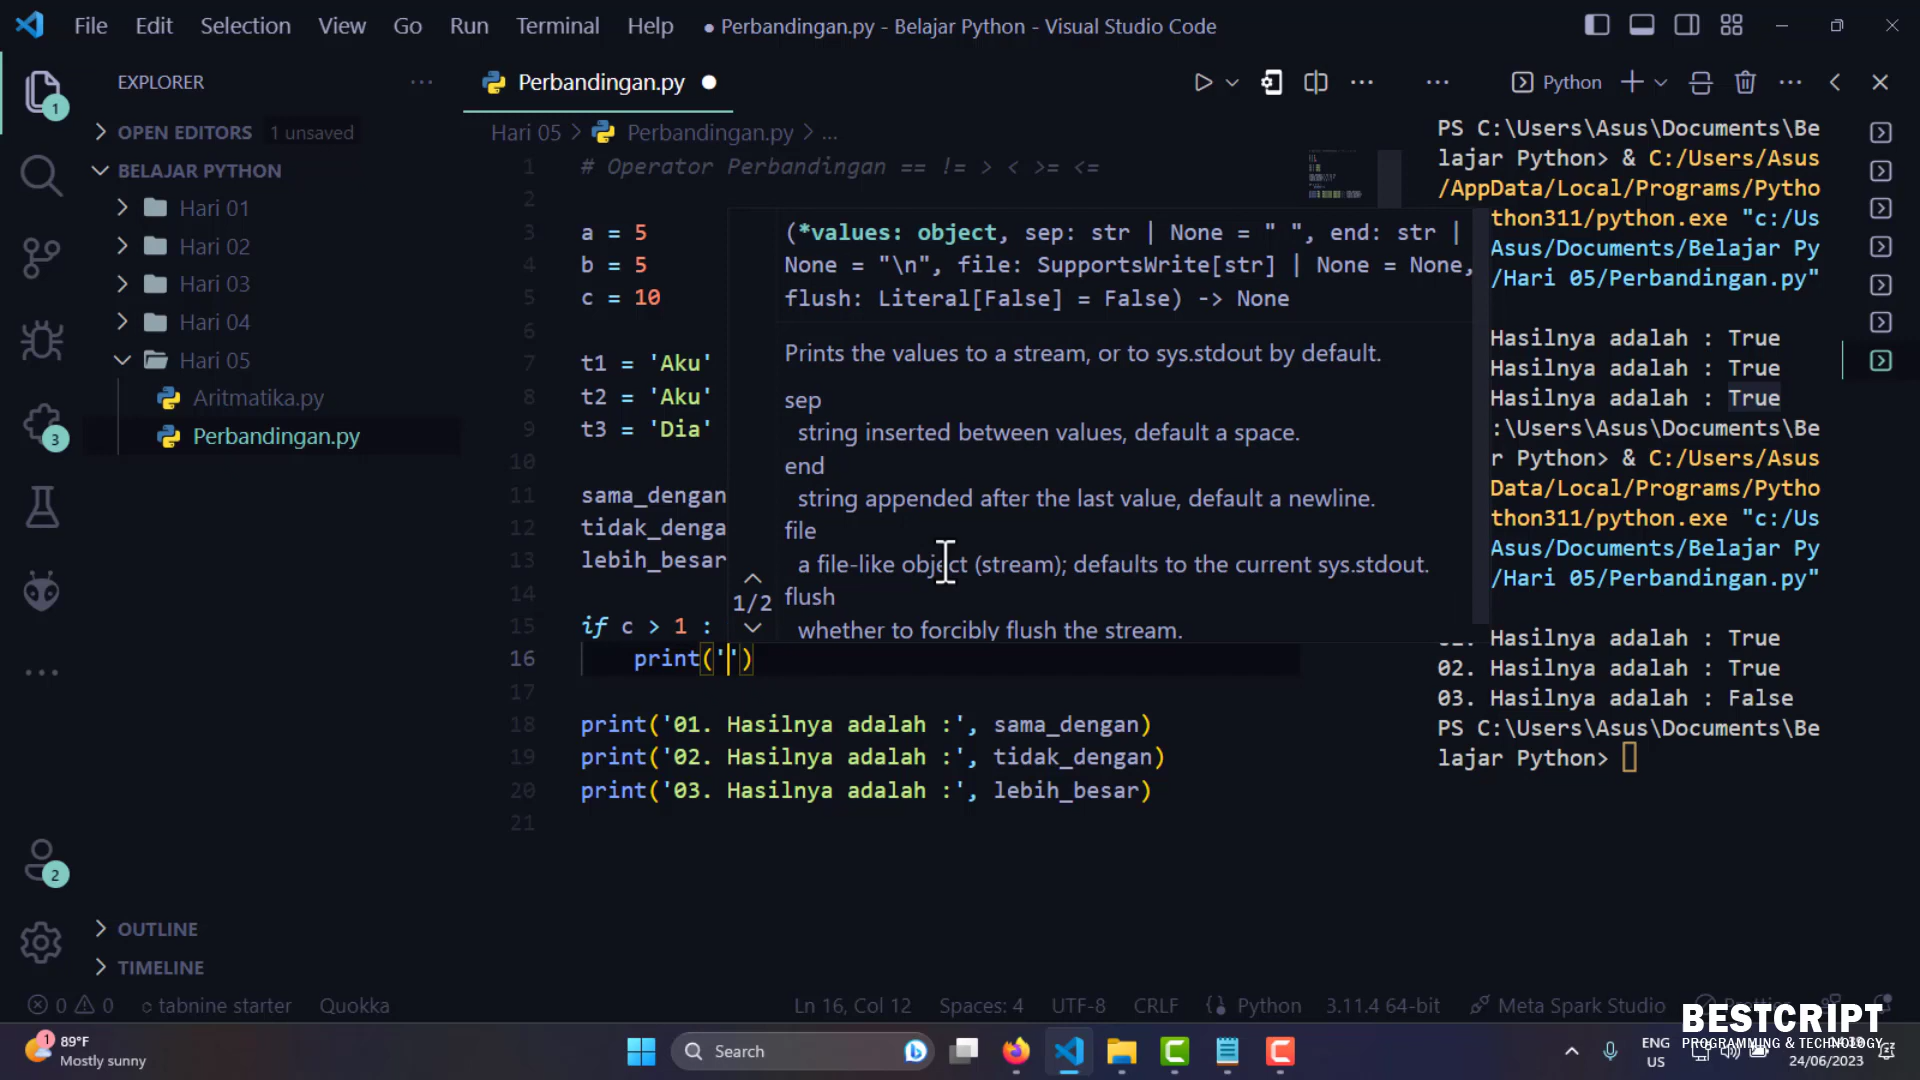 File Edit Selection View Go Run Terminal Help
● Perbandingan.py - Belajar Python - Visual Studio Code
EXPLORER ···
OPEN EDITORS 1 unsaved
BELAJAR PYTHON
Hari 01
Hari 02
Hari 03
Hari 04
Hari 05
Aritmatika.py
Perbandingan.py
OUTLINE
TIMELINE
1
3
2
Perbandingan.py
Hari 05 > Perbandingan.py > ...
1 # Operator Perbandingan == != > < >= <=
2
3 a = 5
4 b = 5
5 c = 10
6
7 t1 = 'Aku'
8 t2 = 'Aku'
9 t3 = 'Dia'
10
11 sama_dengan
12 tidak_denga
13 lebih_besar
14
15 if c > 1 :
16 print('')
17
18 print('01. Hasilnya adalah :', sama_dengan)
19 print('02. Hasilnya adalah :', tidak_dengan)
20 print('03. Hasilnya adalah :', lebih_besar)
21
(*values: object, sep: str | None = " ", end: str |
None = "\n", file: SupportsWrite[str] | None = None,
flush: Literal[False] = False) -> None
Prints the values to a stream, or to sys.stdout by default.
sep
string inserted between values, default a space.
end
string appended after the last value, default a newline.
file
a file-like object (stream); defaults to the current sys.stdout.
flush
whether to forcibly flush the stream.
1/2
Python
PS C:\Users\Asus\Documents\Be
lajar Python> & C:/Users/Asus
/AppData/Local/Programs/Pytho
thon311/python.exe "c:/Us
Asus/Documents/Belajar Py
/Hari 05/Perbandingan.py"
Hasilnya adalah : True
Hasilnya adalah : True
Hasilnya adalah : True
:\Users\Asus\Documents\Be
r Python> & C:/Users/Asus
Data/Local/Programs/Pytho
thon311/python.exe "c:/Us
Asus/Documents/Belajar Py
/Hari 05/Perbandingan.py"
01. Hasilnya adalah : True
02. Hasilnya adalah : True
03. Hasilnya adalah : False
PS C:\Users\Asus\Documents\Be
lajar Python>
0 0 tabnine starter Quokka
Ln 16, Col 12 Spaces: 4 UTF-8 CRLF Python 3.11.4 64-bit Meta Spark Studio
BESTCRIPT
PROGRAMMING & TECHNOLOGY
1
89°F
Mostly sunny
Search
ENG
US
24/06/2023